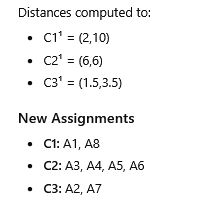 Distances computed to:
• C1¹ = (2,10)
• C2¹ = (6,6)
• C3¹ = (1.5,3.5)
New Assignments
• C1: A1, A8
• C2: A3, A4, A5, A6
• C3: A2, A7